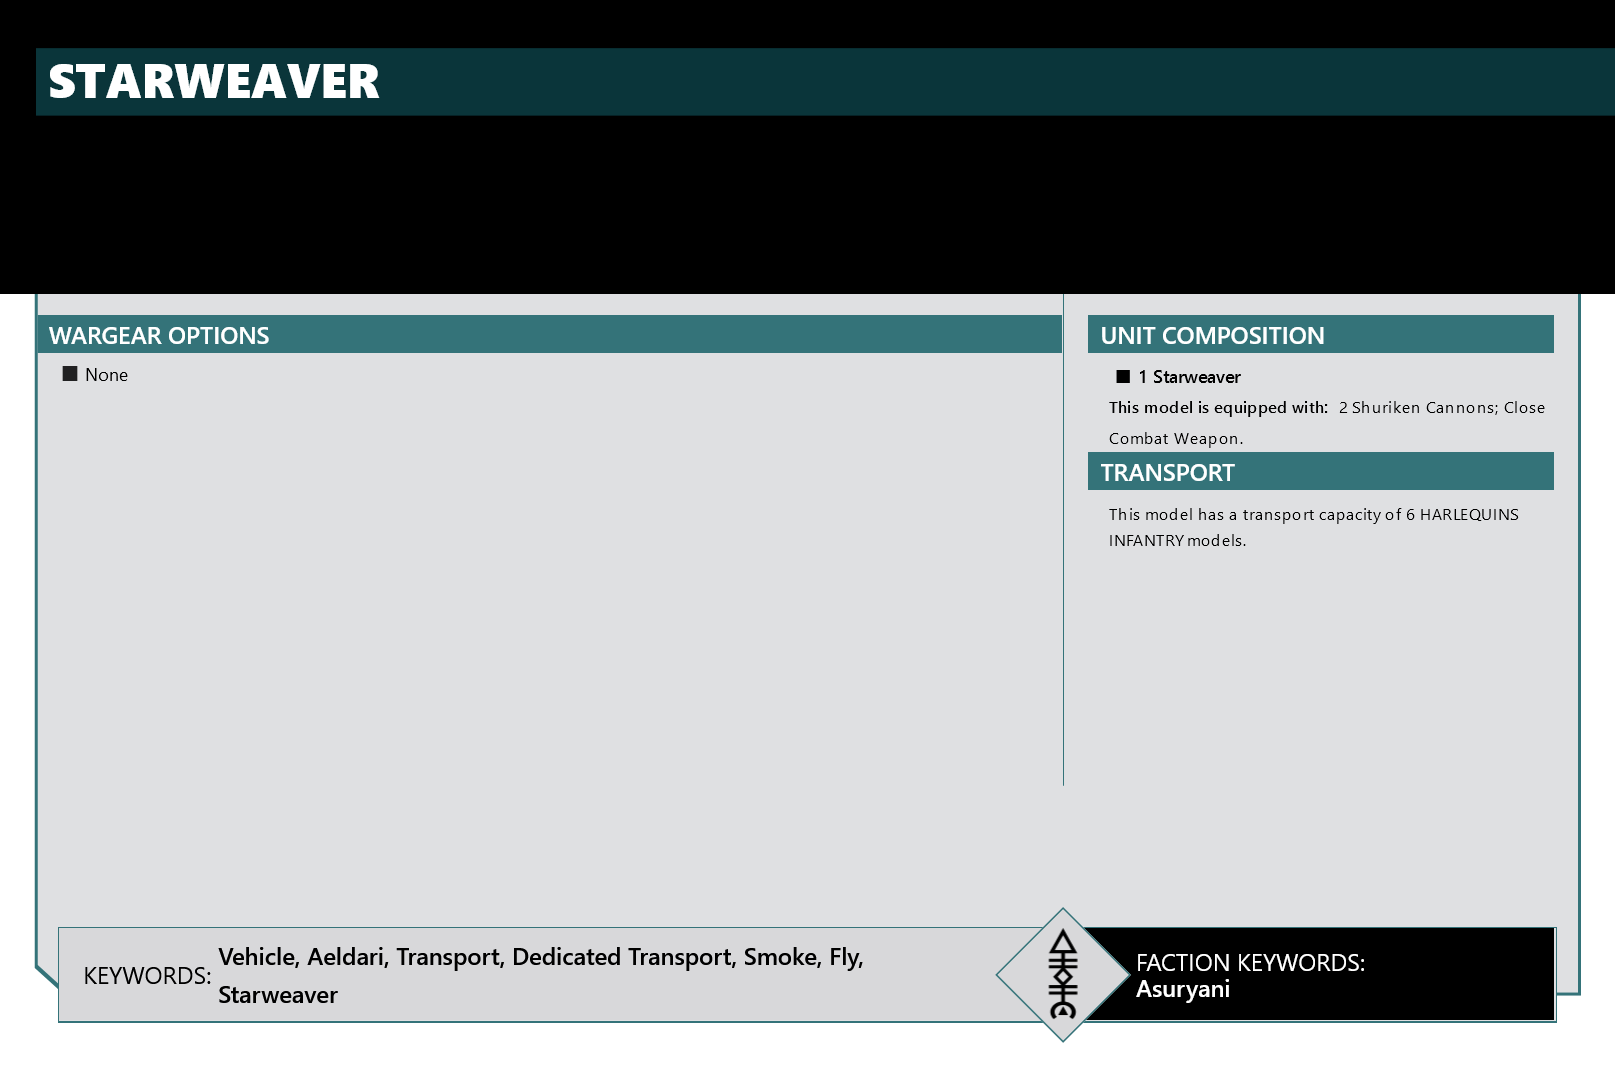 STARWEAVER
WARGEAR OPTIONS
■ None
UNIT COMPOSITION
■ 1 Starweaver
This model is equipped with: 2 Shuriken Cannons; Close
Combat Weapon.
TRANSPORT
This model has a transport capacity of 6 HARLEQUINS
INFANTRY models.
KEYWORDS: Vehicle, Aeldari, Transport, Dedicated Transport, Smoke, Fly,
Starweaver
FACTION KEYWORDS:
Asuryani